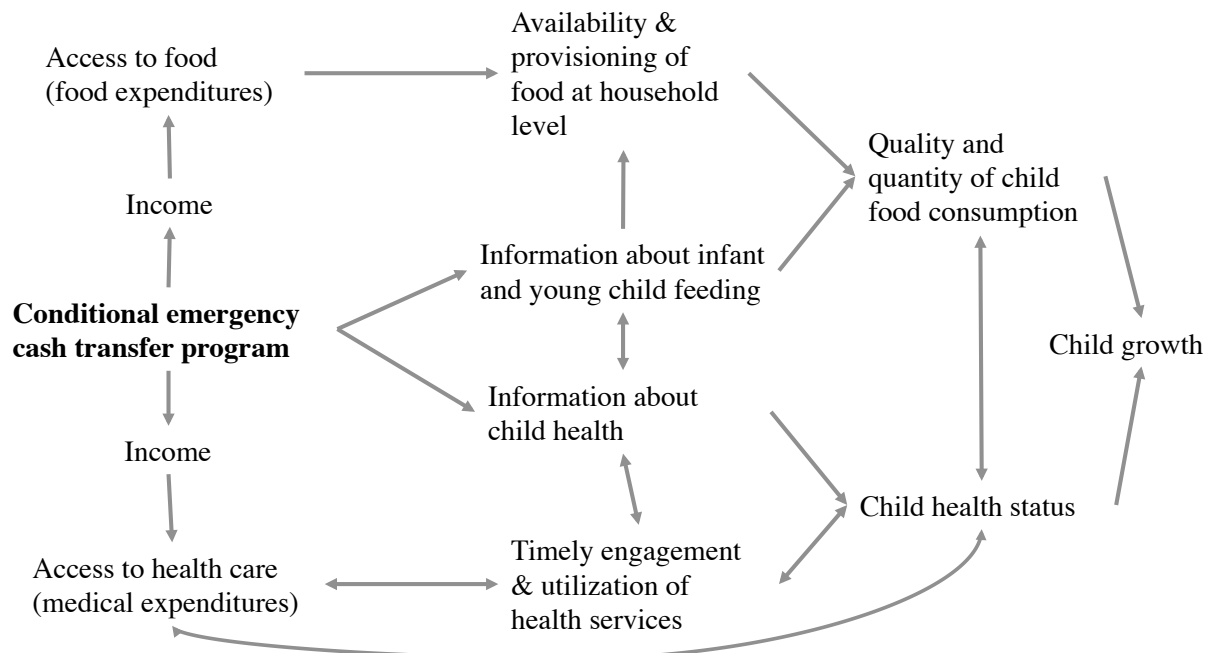 Access to food
(food expenditures)
Availability &
provisioning of
food at household
level
Quality and
quantity of child
food consumption
Income
Information about infant
and young child feeding
Conditional emergency
cash transfer program
Child growth
Information about
child health
Income
Child health status
Access to health care
(medical expenditures)
Timely engagement
& utilization of
health services